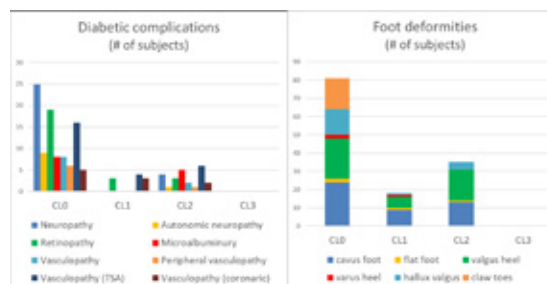 Diabetic complications
(# of subjects)
30
25
20
15
10
5
0
CL0 CL1 CL2 CL3
Neuropathy Autonomic neuropathy
Retinopathy Microalbuminury
Vasculopathy Peripheral vasculopathy
Vasculopathy (TSA) Vasculopathy (coronaric)
Foot deformities
(# of subjects)
90
80
70
60
50
40
30
20
10
0
CL0 CL1 CL2 CL3
cavus foot flat foot valgus heel
varus heel hallux valgus claw toes